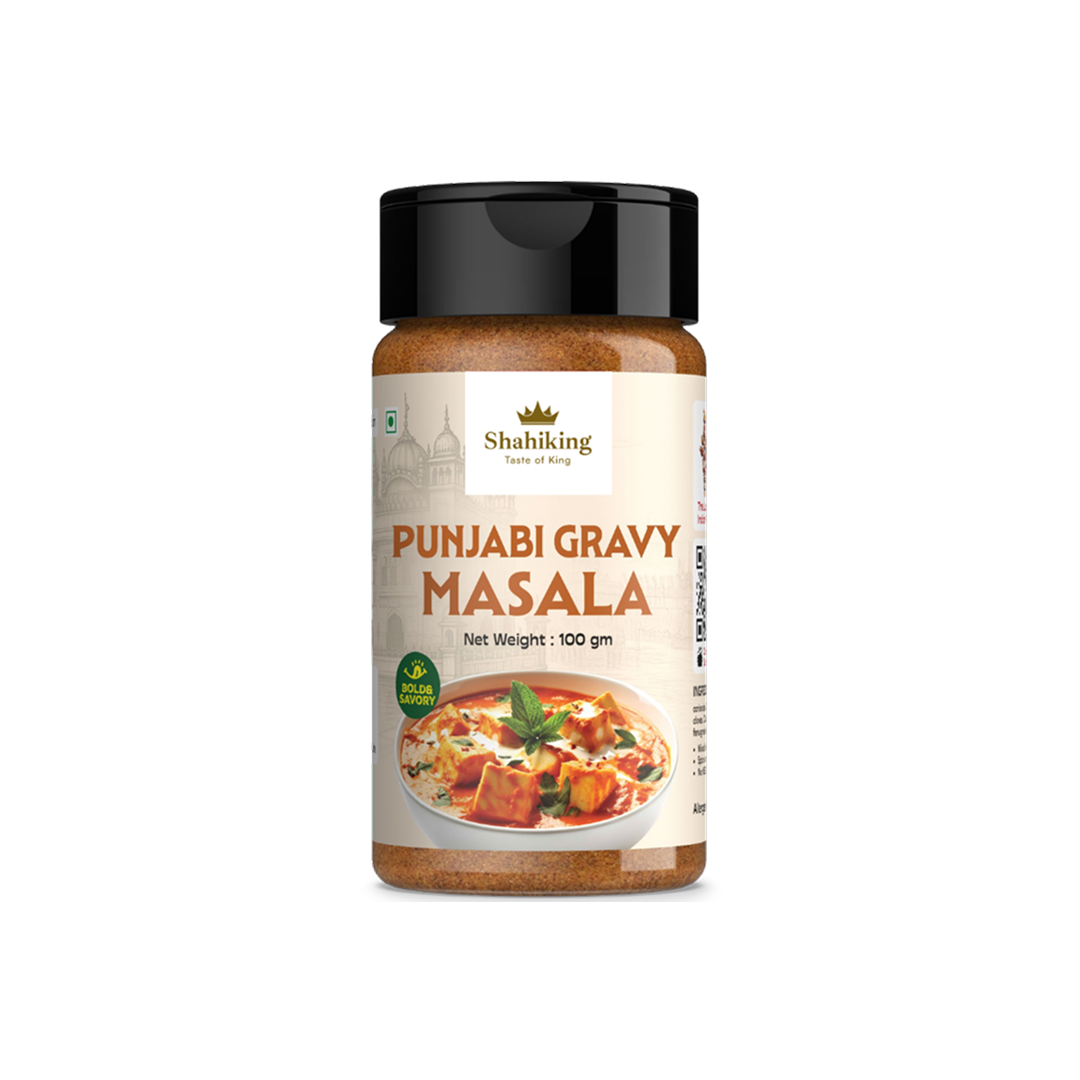 Shahiking
Taste of King
PUNJABI GRAVY
MASALA
Net Weight : 100 gm
BOLD&
SAVORY